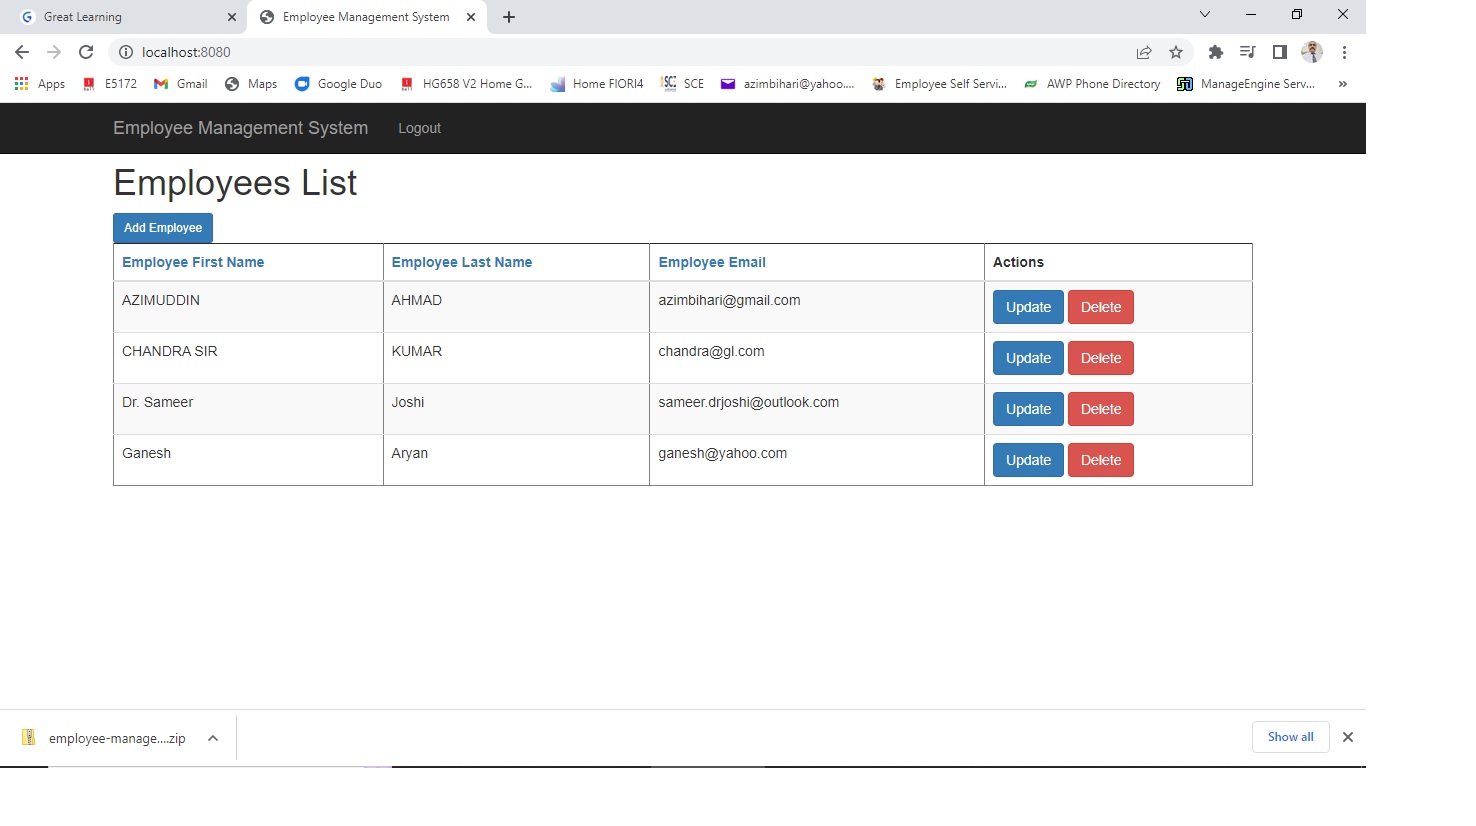 Great Learning
Employee Management System
localhost:8080
Apps E5172 Gmail Maps Google Duo HG658 V2 Home G... Home FIORI4 SCE azimbihari@yahoo.... Employee Self Servi... AWP Phone Directory ManageEngine Serv... »
Employee Management System Logout
Employees List
Add Employee
Employee First Name Employee Last Name Employee Email Actions
AZIMUDDIN AHMAD azimbihari@gmail.com Update Delete
CHANDRA SIR KUMAR chandra@gl.com Update Delete
Dr. Sameer Joshi sameer.drjoshi@outlook.com Update Delete
Ganesh Aryan ganesh@yahoo.com Update Delete
employee-manage....zip Show all